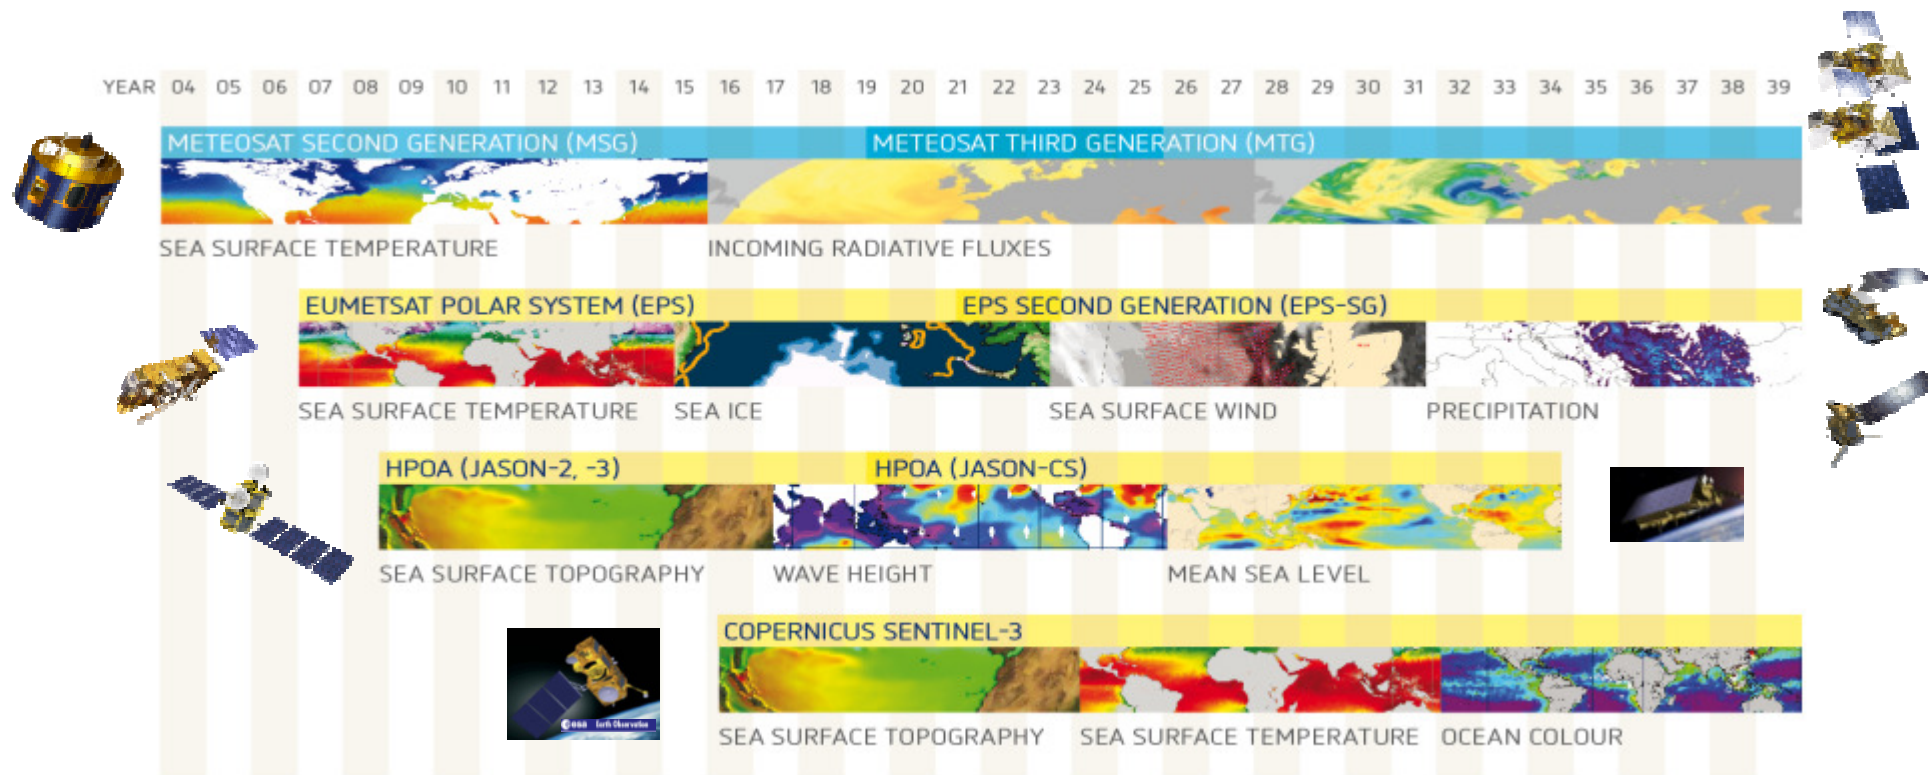 YEAR 04 05 06 07 08 09 10 11 12 13 14 15 16 17 18 19 20 21 22 23 24 25 26 27 28 29 30 31 32 33 34 35 36 37 38 39
METEOSAT SECOND GENERATION (MSG) METEOSAT THIRD GENERATION (MTG)
SEA SURFACE TEMPERATURE INCOMING RADIATIVE FLUXES
EUMETSAT POLAR SYSTEM (EPS) EPS SECOND GENERATION (EPS-SG)
SEA SURFACE TEMPERATURE SEA ICE SEA SURFACE WIND PRECIPITATION
HPOA (JASON-2, -3) HPOA (JASON-CS)
SEA SURFACE TOPOGRAPHY WAVE HEIGHT MEAN SEA LEVEL
COPERNICUS SENTINEL-3
esa Earth Observation
SEA SURFACE TOPOGRAPHY SEA SURFACE TEMPERATURE OCEAN COLOUR